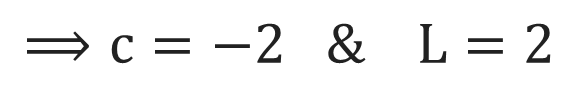 ⟹ c = −2 & L = 2